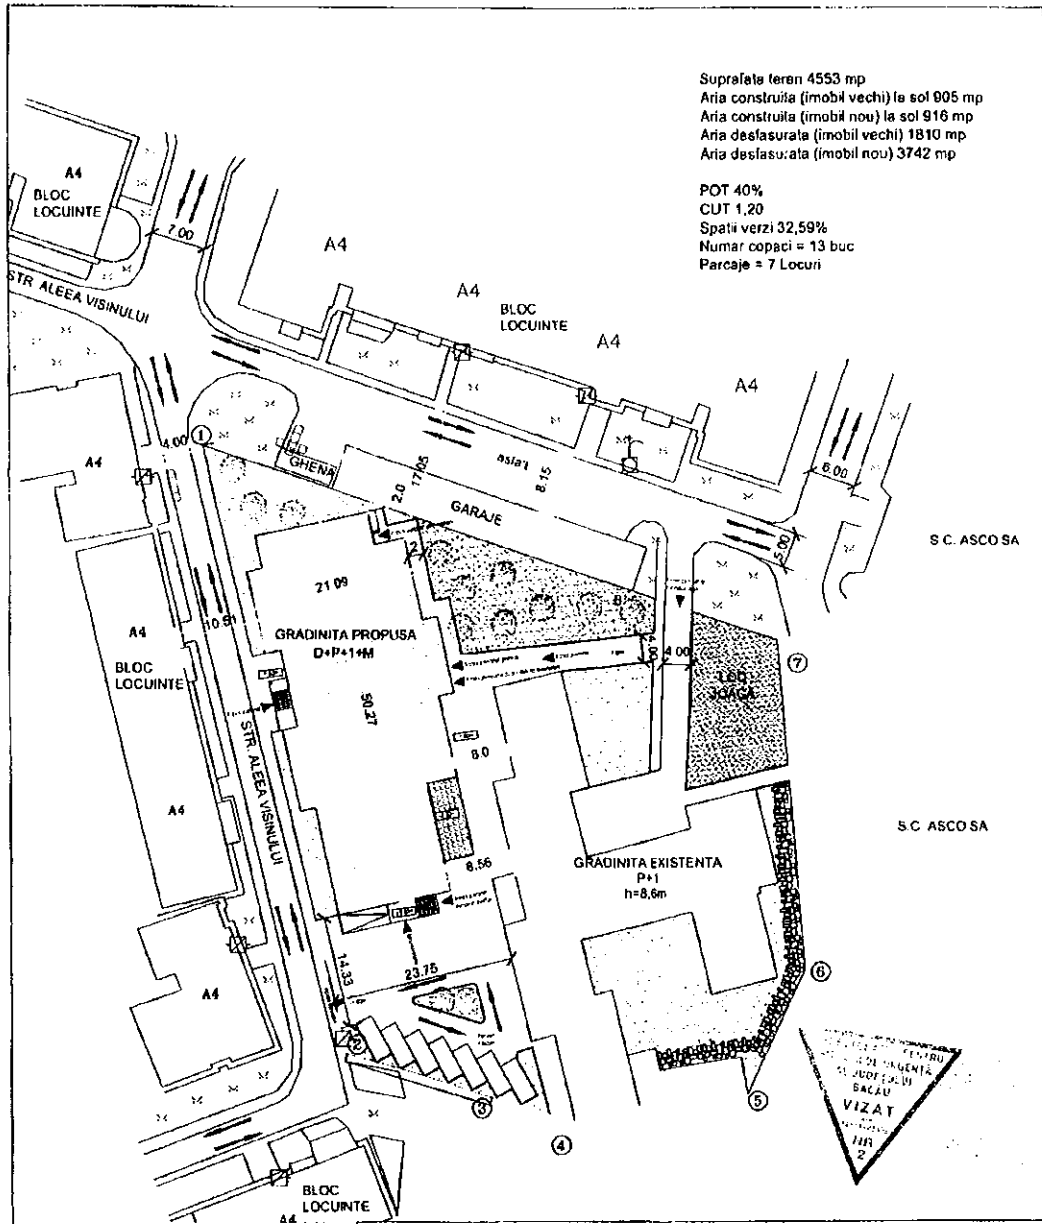 Suprafata teren 4553 mp
Aria construita (imobil vechi) la sol 905 mp
Aria construita (imobil nou) la sol 916 mp
Aria desfasurata (imobil vechi) 1810 mp
Aria desfasurata (imobil nou) 3742 mp
POT 40%
CUT 1,20
Spatii verzi 32,59%
Numar copaci = 13 buc
Parcaje = 7 Locuri
A4
BLOC
LOCUINTE
7.00
STR. ALEEA VISINULUI
A4
A4
BLOC
LOCUINTE
A4
A4
4.00
1
A4
GHENA
2.0
17.05
asfalt
8.15
GARAJE
6.00
5.00
S.C. ASCO SA
21.09
2
10.51
GRADINITA PROPUSA
D+P+1+M
A4
BLOC
LOCUINTE
50.27
4.00
7
LOC
JOACA
8.0
STR. ALEEA VISINULUI
A4
S.C. ASCO SA
8.56
GRADINITA EXISTENTA
P+1
h=8,6m
14.33
23.75
6
A4
2
3
5
4
PENTRU
DE URGENTA
BACAU
VIZAT
NR
2
BLOC
LOCUINTE
A4